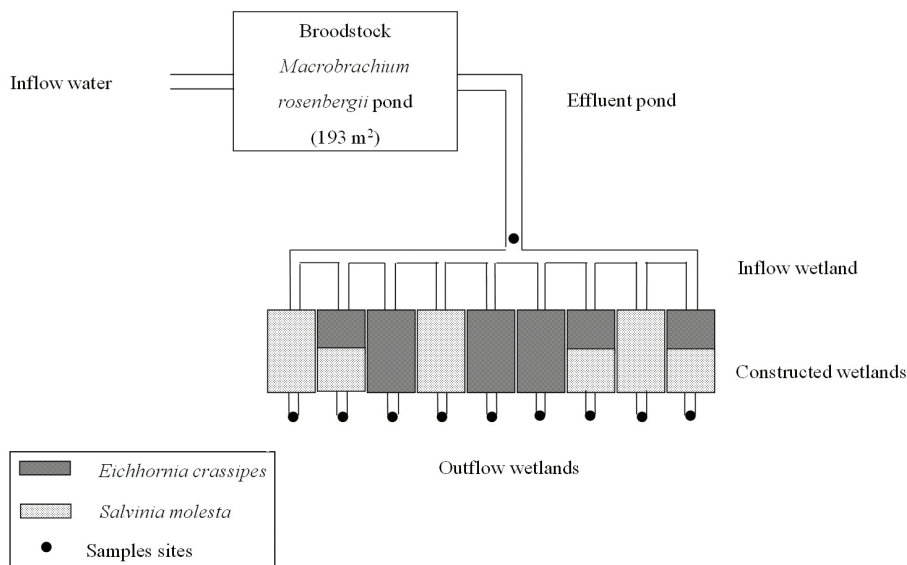 Broodstock
Macrobrachium
rosenbergii pond
(193 m²)
Inflow water
Effluent pond
Inflow wetland
Constructed wetlands
Outflow wetlands
Eichhornia crassipes
Salvinia molesta
Samples sites